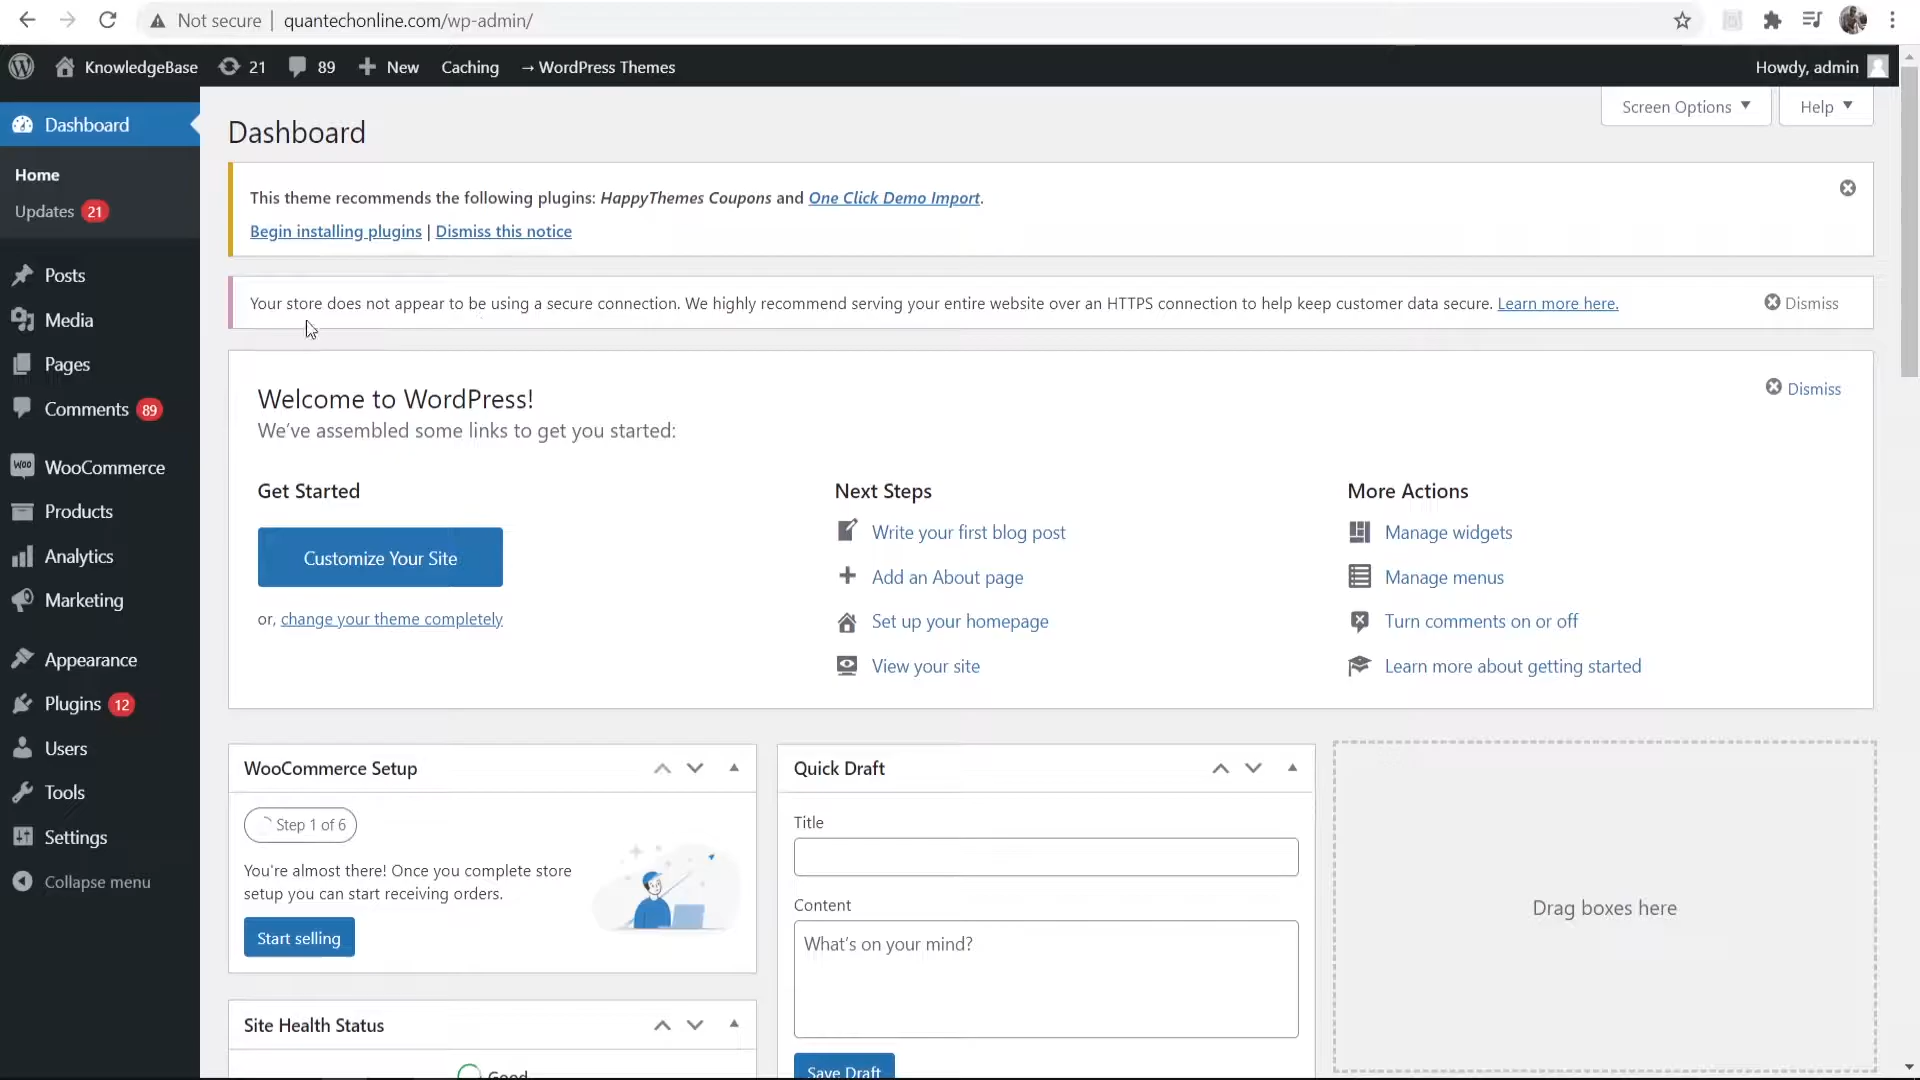 Not secure | quantechonline.com/wp-admin/
KnowledgeBase 21 89 New Caching → WordPress Themes Howdy, admin
Dashboard
Home
Updates 21
Posts
Media
Pages
Comments 89
WooCommerce
Products
Analytics
Marketing
Appearance
Plugins 12
Users
Tools
Settings
Collapse menu
Screen Options ▼ Help ▼
Dashboard
This theme recommends the following plugins: HappyThemes Coupons and One Click Demo Import.
Begin installing plugins | Dismiss this notice
Your store does not appear to be using a secure connection. We highly recommend serving your entire website over an HTTPS connection to help keep customer data secure. Learn more here. Dismiss
Welcome to WordPress!
We've assembled some links to get you started:
Dismiss
Get Started
Customize Your Site
or, change your theme completely
Next Steps
Write your first blog post
Add an About page
Set up your homepage
View your site
More Actions
Manage widgets
Manage menus
Turn comments on or off
Learn more about getting started
WooCommerce Setup
Step 1 of 6
You're almost there! Once you complete store
setup you can start receiving orders.
Start selling
Site Health Status
Good
Quick Draft
Title
Content
What's on your mind?
Save Draft
Drag boxes here